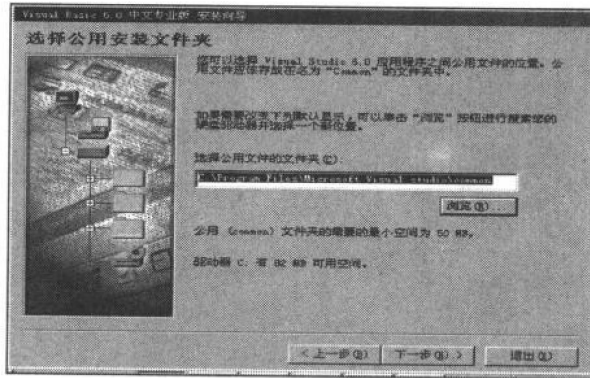 Visual Basic 6.0 中文专业版 安装向导
选择公用安装文件夹
您可以选择 Visual Studio 6.0 应用程序之间公用文件的位置。公
用文件应该存放在名为 "Common" 的文件夹中。
如果需要改变下列默认显示，可以单击 "浏览" 按钮进行搜索您的
硬盘驱动器并选择一个新位置。
选择公用文件的文件夹(C):
C:\Program Files\Microsoft Visual studio\common
浏览(R)...
公用 (common) 文件夹的需要的最小空间为 50 MB。
驱动器 C: 有 82 MB 可用空间。
< 上一步(B) 下一步(N) > 退出(X)